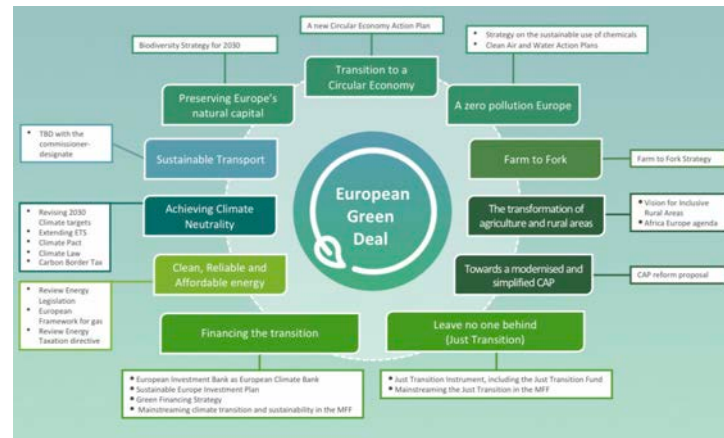 A new Circular Economy Action Plan
Biodiversity Strategy for 2030
• Strategy on the sustainable use of chemicals
• Clean Air and Water Action Plans
Transition to a
Circular Economy
Preserving Europe's
natural capital
A zero pollution Europe
• TBD with the
commissioner-
designate
Sustainable Transport
Farm to Fork
Farm to Fork Strategy
European
Green
Deal
• Revising 2030
Climate targets
• Extending ETS
• Climate Pact
• Climate Law
• Carbon Border Tax
Achieving Climate
Neutrality
The transformation of
agriculture and rural areas
• Vision for Inclusive
Rural Areas
• Africa Europe agenda
Clean, Reliable and
Affordable energy
Towards a modernised and
simplified CAP
CAP reform proposal
• Review Energy
Legislation
• European
Framework for gas
• Review Energy
Taxation directive
Financing the transition
Leave no one behind
(Just Transition)
• European Investment Bank as European Climate Bank
• Sustainable Europe Investment Plan
• Green Financing Strategy
• Mainstreaming climate transition and sustainability in the MFF
• Just Transition Instrument, including the Just Transition Fund
• Mainstreaming the Just Transition in the MFF